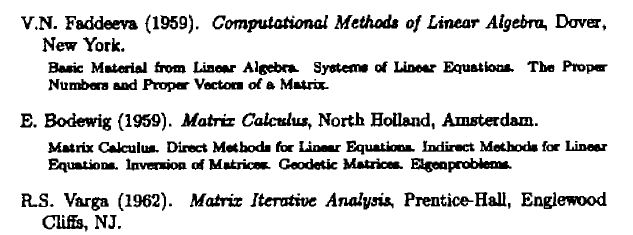 V.N. Faddeeva (1959). Computational Methods of Linear Algebra, Dover,
New York.
Basic Material from Linear Algebra. Systems of Linear Equations. The Proper
Numbers and Proper Vectors of a Matrix.
E. Bodewig (1959). Matrix Calculus, North Holland, Amsterdam.
Matrix Calculus. Direct Methods for Linear Equations. Indirect Methods for Linear
Equations. Inversion of Matrices. Geodetic Matrices. Eigenproblems.
R.S. Varga (1962). Matrix Iterative Analysis, Prentice-Hall, Englewood
Cliffs, NJ.